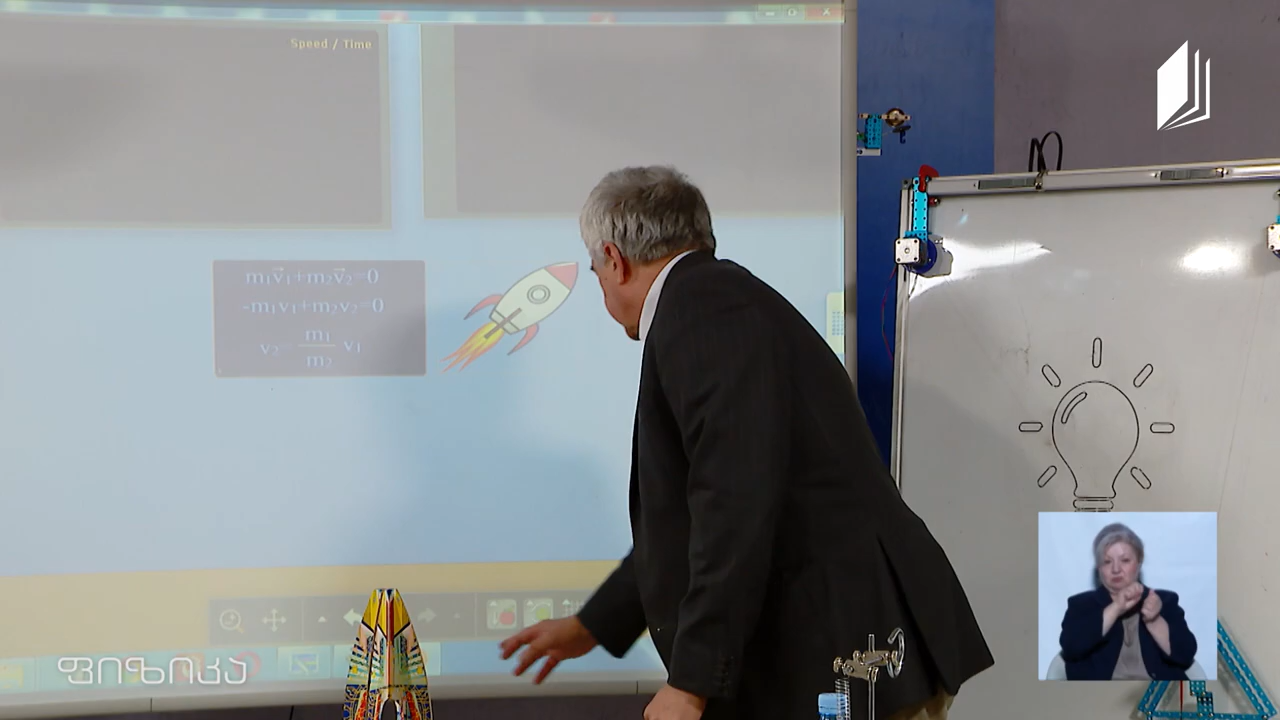 Speed / Time
m₁v⃗₁+m₂v⃗₂=0
-m₁v₁+m₂v₂=0
v₂= m₁/m₂ v₁
ფიზიკა